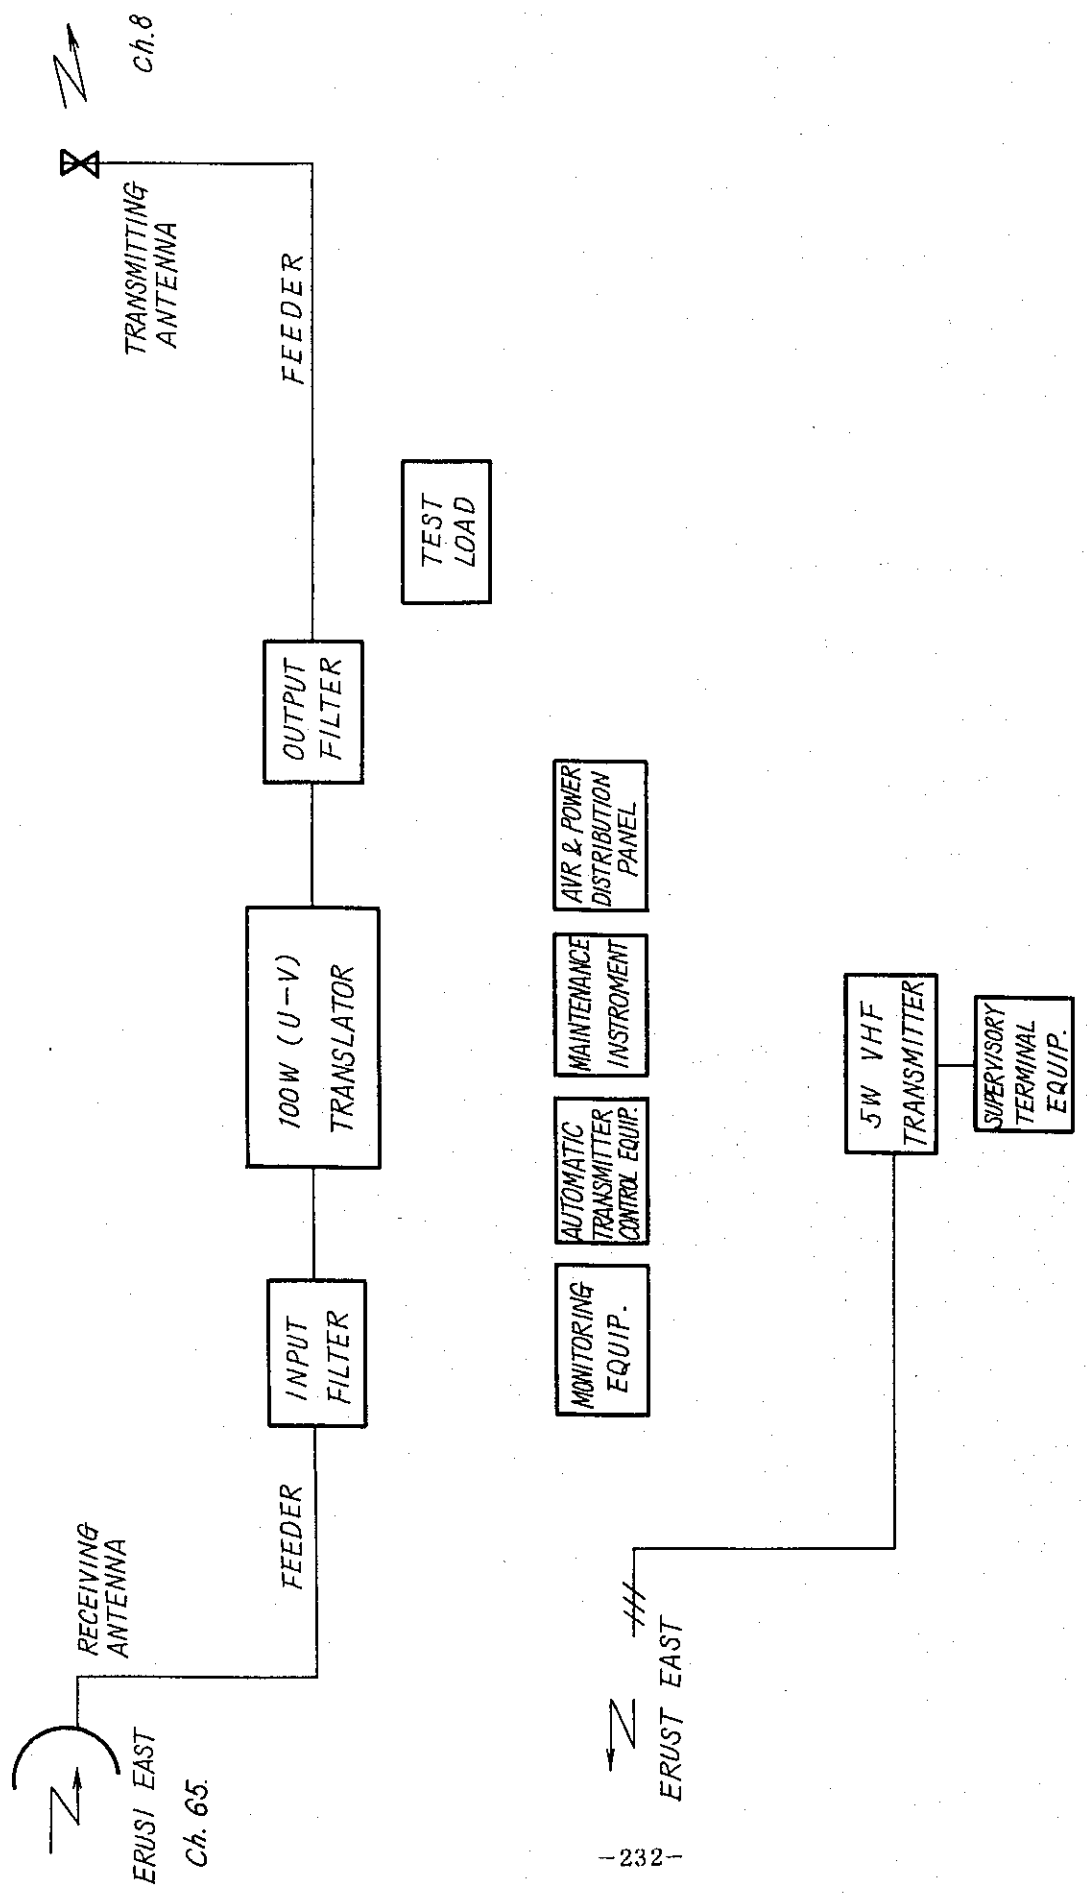 RECEIVING
ANTENNA
ERUSI EAST
Ch. 65.
FEEDER
INPUT
FILTER
100W (U-V)
TRANSLATOR
OUTPUT
FILTER
FEEDER
TRANSMITTING
ANTENNA
Ch.8
TEST
LOAD
MONITORING
EQUIP.
AUTOMATIC
TRANSMITTER
CONTROL EQUIP.
MAINTENANCE
INSTROMENT
AVR & POWER
DISTRIBUTION
PANEL
ERUST EAST
5W VHF
TRANSMITTER
SUPERVISORY
TERMINAL
EQUIP.
-232-